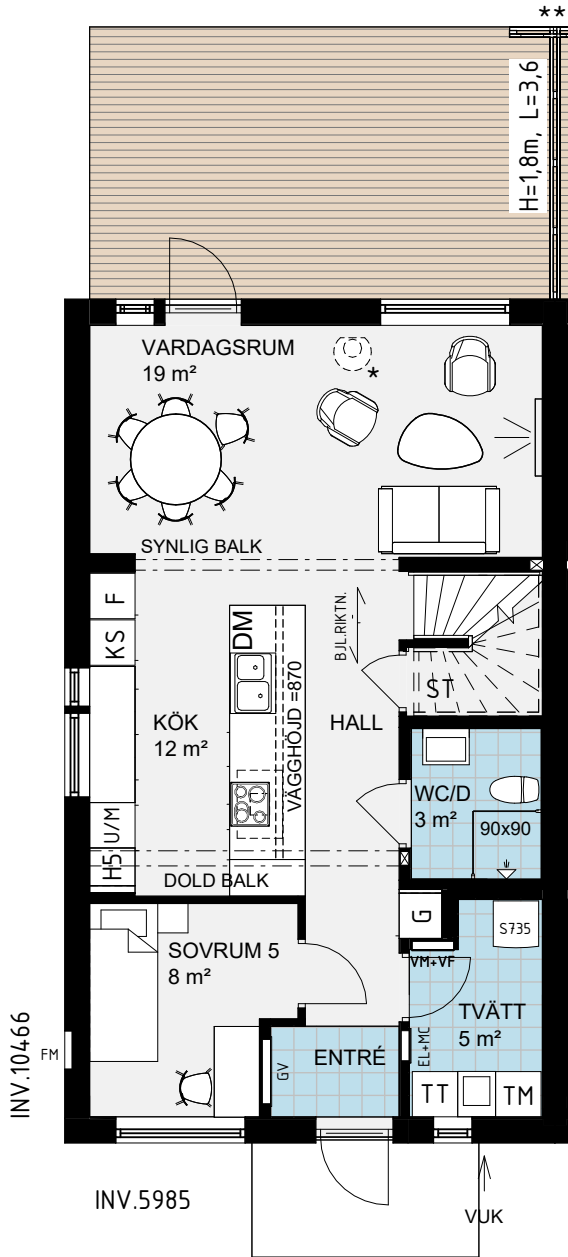 **
H=1,8m, L=3,6
VARDAGSRUM
19 m²
*
SYNLIG BALK
F
KS
DM
BJL.RIKTN.
ST
KÖK
12 m²
VÄGGHÖJD =870
HALL
WC/D
3 m²
90x90
U/M
H5
DOLD BALK
G
S735
SOVRUM 5
8 m²
VM+VF
TVÄTT
5 m²
INV.10466
FM
GV
ENTRÉ
EL+MC
TT
TM
INV.5985
VUK